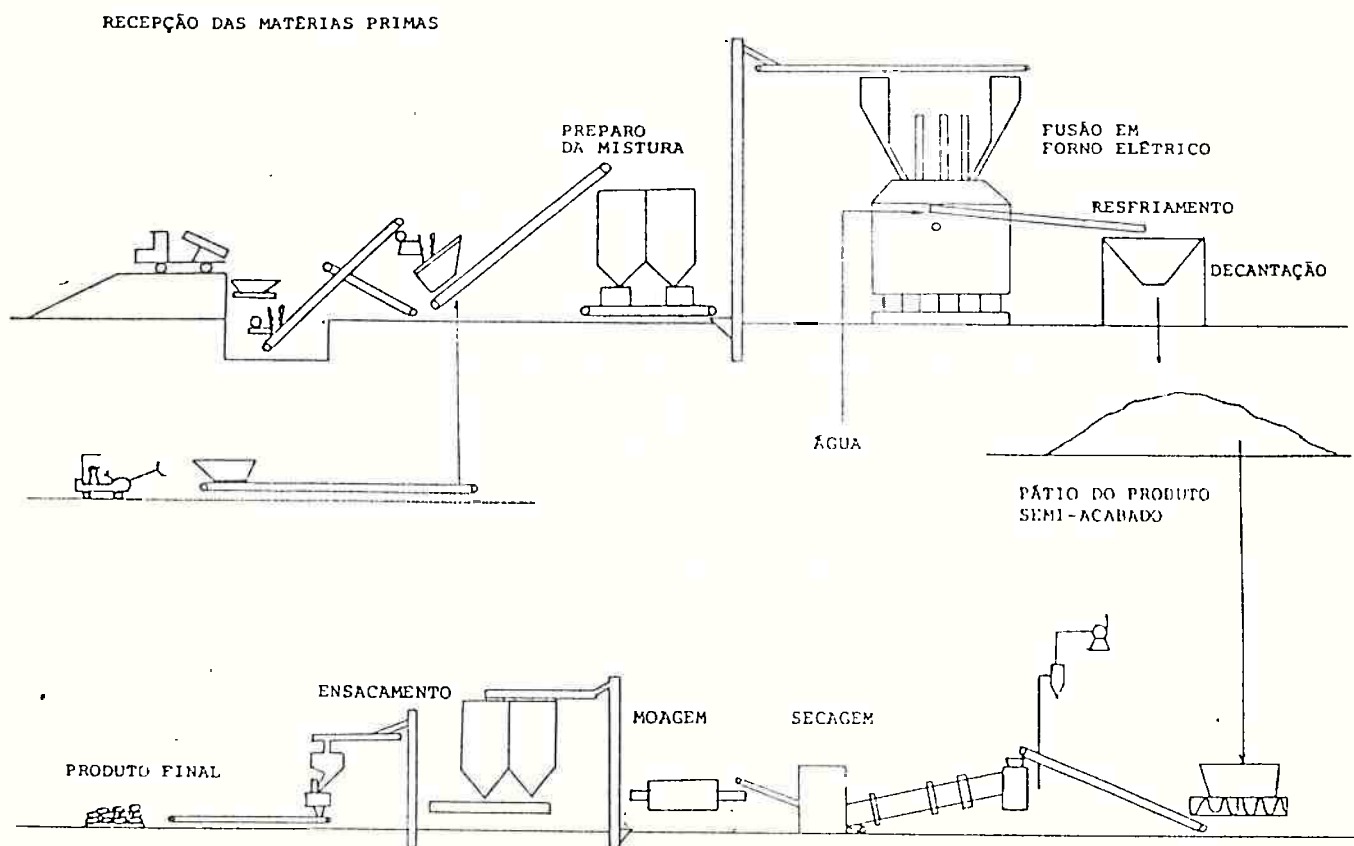 RECEPÇÃO DAS MATÉRIAS PRIMAS
PREPARO
DA MISTURA
FUSÃO EM
FORNO ELÉTRICO
RESFRIAMENTO
DECANTAÇÃO
ÁGUA
PÁTIO DO PRODUTO
SEMI-ACABADO
ENSACAMENTO
MOAGEM
SECAGEM
PRODUTO FINAL